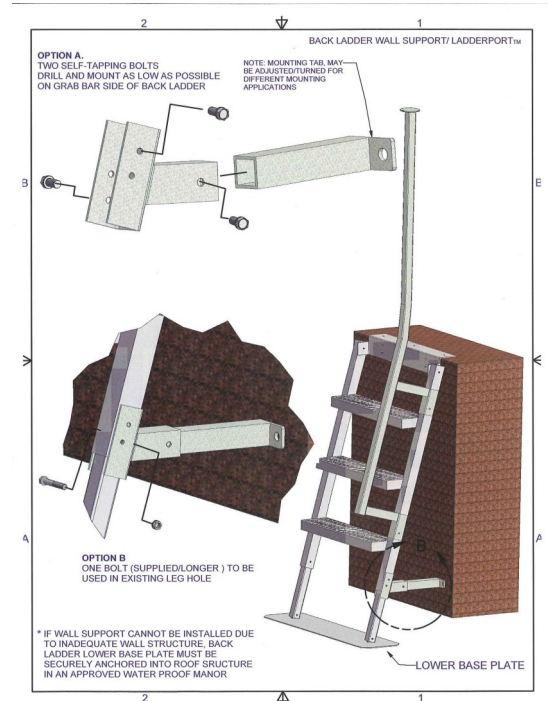 2
1
BACK LADDER WALL SUPPORT/ LADDERPORT™
OPTION A.
TWO SELF-TAPPING BOLTS
DRILL AND MOUNT AS LOW AS POSSIBLE
ON GRAB BAR SIDE OF BACK LADDER
NOTE: MOUNTING TAB, MAY
BE ADJUSTED/TURNED FOR
DIFFERENT MOUNTING
APPLICATIONS
B
B
B
A
A
OPTION B
ONE BOLT (SUPPLIED/LONGER ) TO BE
USED IN EXISTING LEG HOLE
* IF WALL SUPPORT CANNOT BE INSTALLED DUE
TO INADEQUATE WALL STRUCTURE, BACK
LADDER LOWER BASE PLATE MUST BE
SECURELY ANCHORED INTO ROOF SRUCTURE
IN AN APPROVED WATER PROOF MANOR
LOWER BASE PLATE
2
1